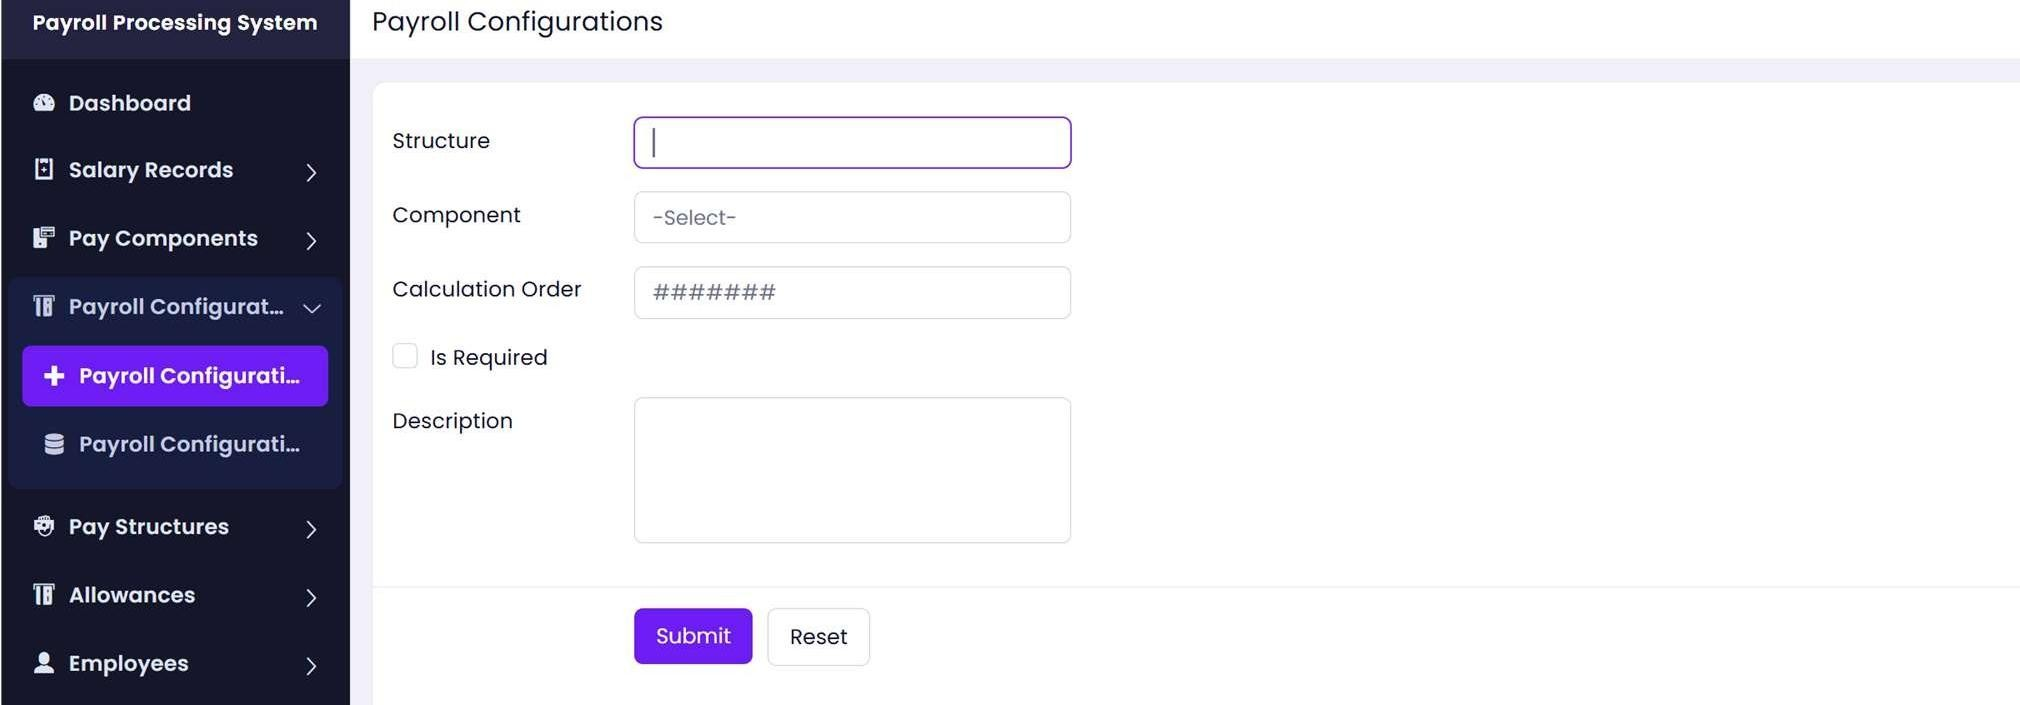 Payroll Processing System
Dashboard
Salary Records
Pay Components
Payroll Configurat...
Payroll Configurati...
Payroll Configurati...
Pay Structures
Allowances
Employees
Payroll Configurations
Structure
Component
-Select-
Calculation Order
#######
Is Required
Description
Submit
Reset